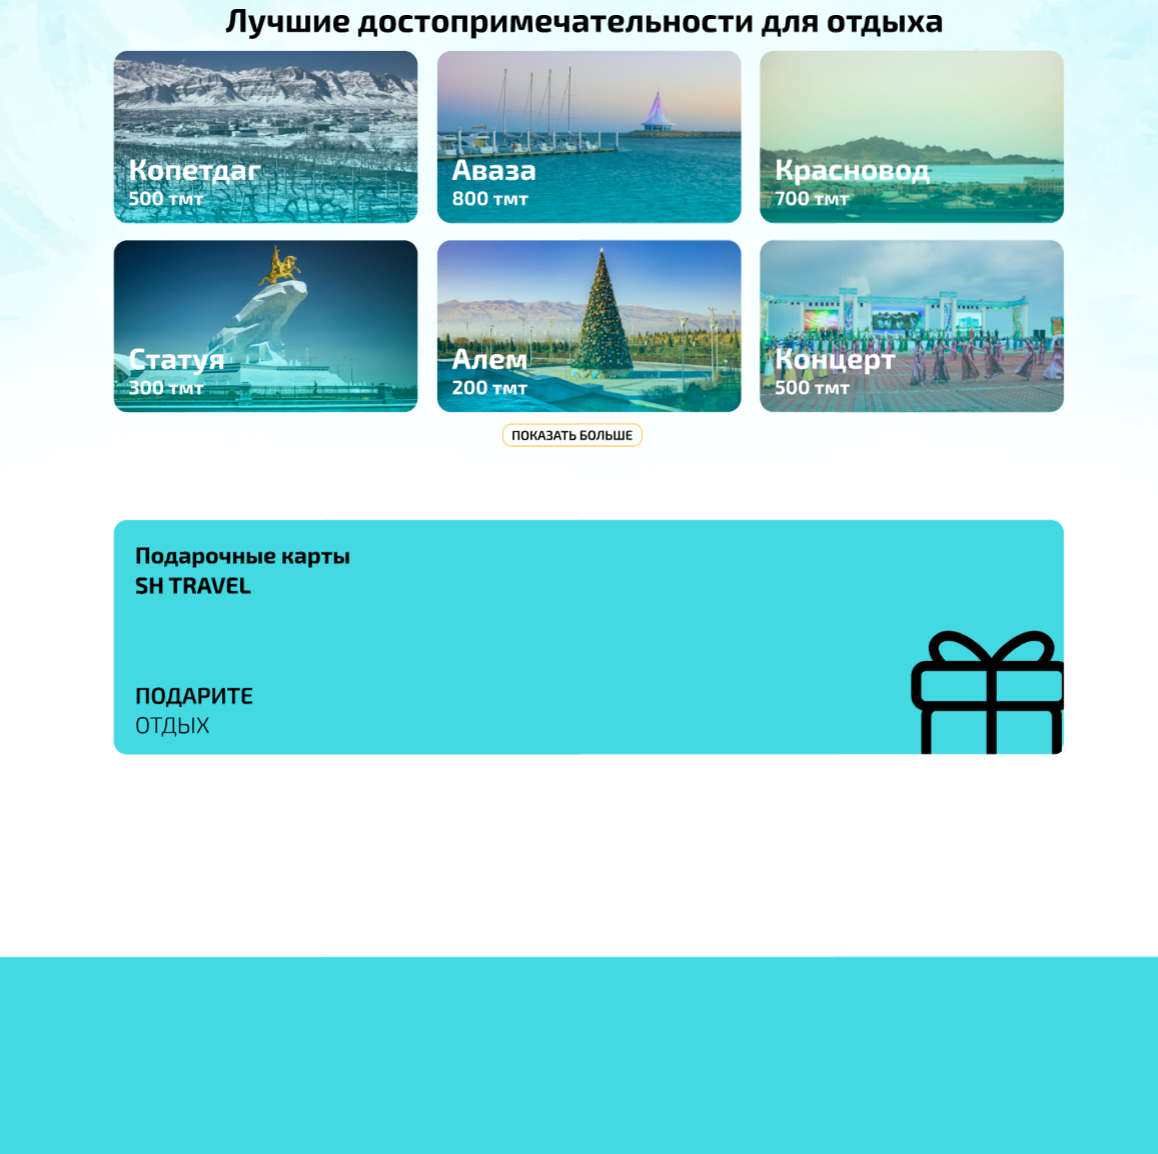 Лучшие достопримечательности для отдыха
Копетдаг
500 тмт
Аваза
800 тмт
Красновод
700 тмт
Статуя
300 тмт
Алем
200 тмт
Концерт
500 тмт
ПОКАЗАТЬ БОЛЬШЕ
Подарочные карты
SH TRAVEL
ПОДАРИТЕ
ОТДЫХ